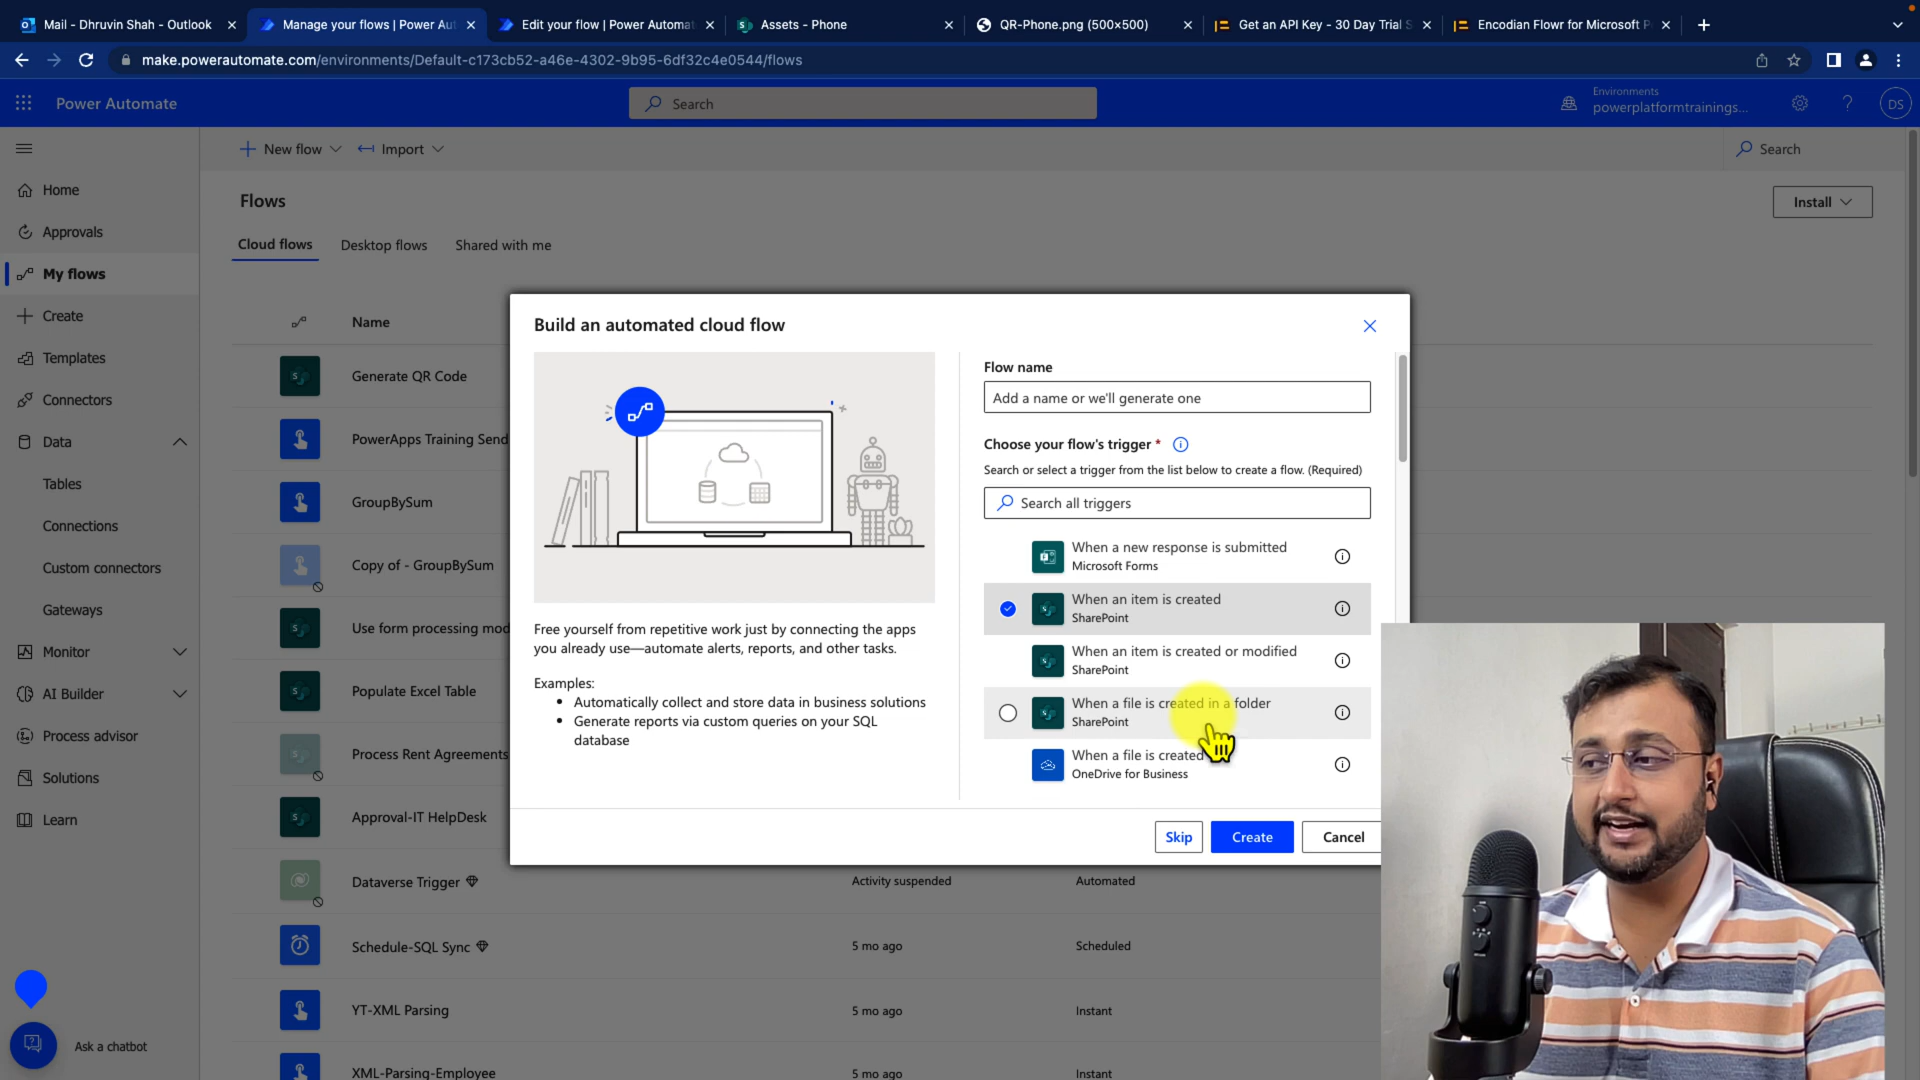 Mail - Dhruvin Shah - Outlook
Manage your flows | Power Aut
Edit your flow | Power Automat
Assets - Phone
QR-Phone.png (500×500)
Get an API Key - 30 Day Trial S
Encodian Flowr for Microsoft P
make.powerautomate.com/environments/Default-c173cb52-a46e-4302-9b95-6df32c4e0544/flows
Power Automate
Search
Environments
powerplatformtrainings...
DS
New flow
Import
Search
Home
Approvals
My flows
Create
Templates
Connectors
Data
Tables
Connections
Custom connectors
Gateways
Monitor
AI Builder
Process advisor
Solutions
Learn
Ask a chatbot
Flows
Install
Cloud flows
Desktop flows
Shared with me
Name
Generate QR Code
PowerApps Training Send
GroupBySum
Copy of - GroupBySum
Use form processing mod
Populate Excel Table
Process Rent Agreements
Approval-IT HelpDesk
Dataverse Trigger
Activity suspended
Automated
Schedule-SQL Sync
5 mo ago
Scheduled
YT-XML Parsing
5 mo ago
Instant
XML-Parsing-Employee
5 mo ago
Instant
Build an automated cloud flow
Free yourself from repetitive work just by connecting the apps
you already use—automate alerts, reports, and other tasks.
Examples:
• Automatically collect and store data in business solutions
• Generate reports via custom queries on your SQL
database
Flow name
Add a name or we'll generate one
Choose your flow's trigger *
Search or select a trigger from the list below to create a flow. (Required)
Search all triggers
When a new response is submitted
Microsoft Forms
When an item is created
SharePoint
When an item is created or modified
SharePoint
When a file is created in a folder
SharePoint
When a file is created
OneDrive for Business
Skip
Create
Cancel